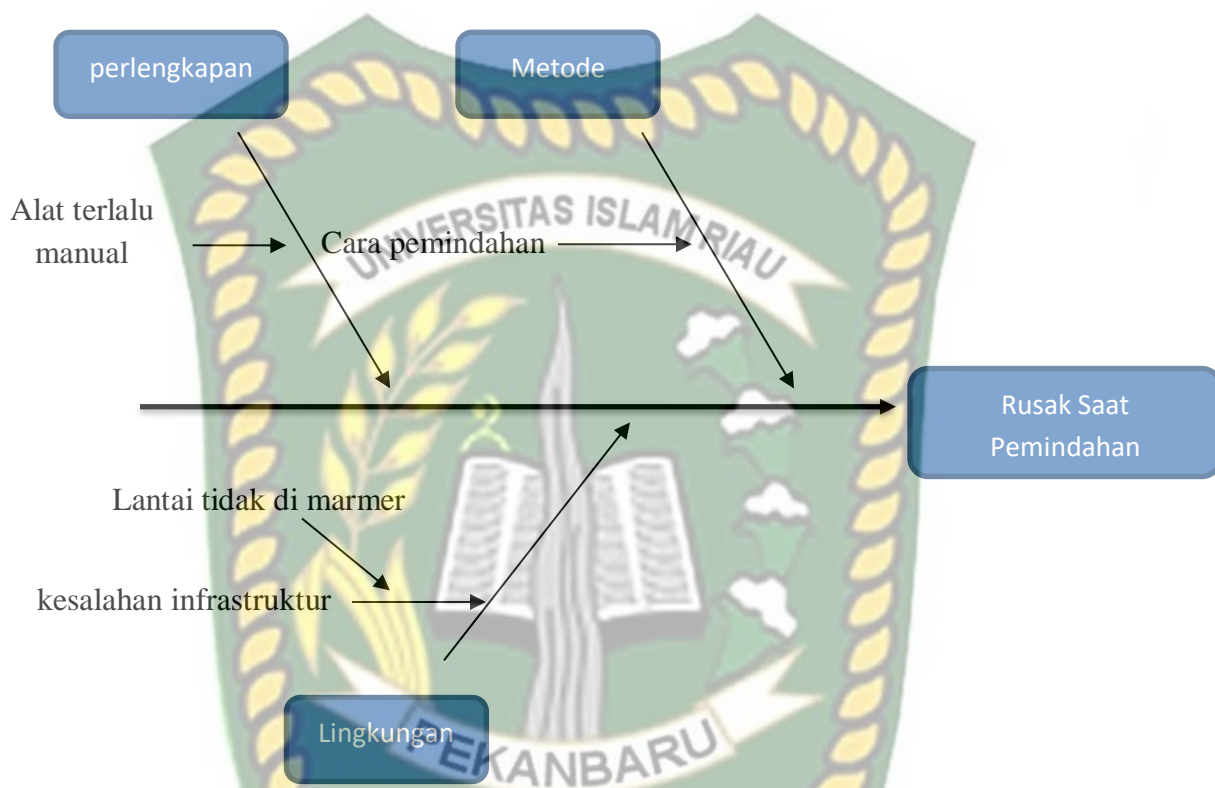 perlengkapan
Metode
Alat terlalu
manual
Cara pemindahan
UNIVERSITAS ISLAM RIAU
Rusak Saat
Pemindahan
Lantai tidak di marmer
kesalahan infrastruktur
Lingkungan
PEKANBARU